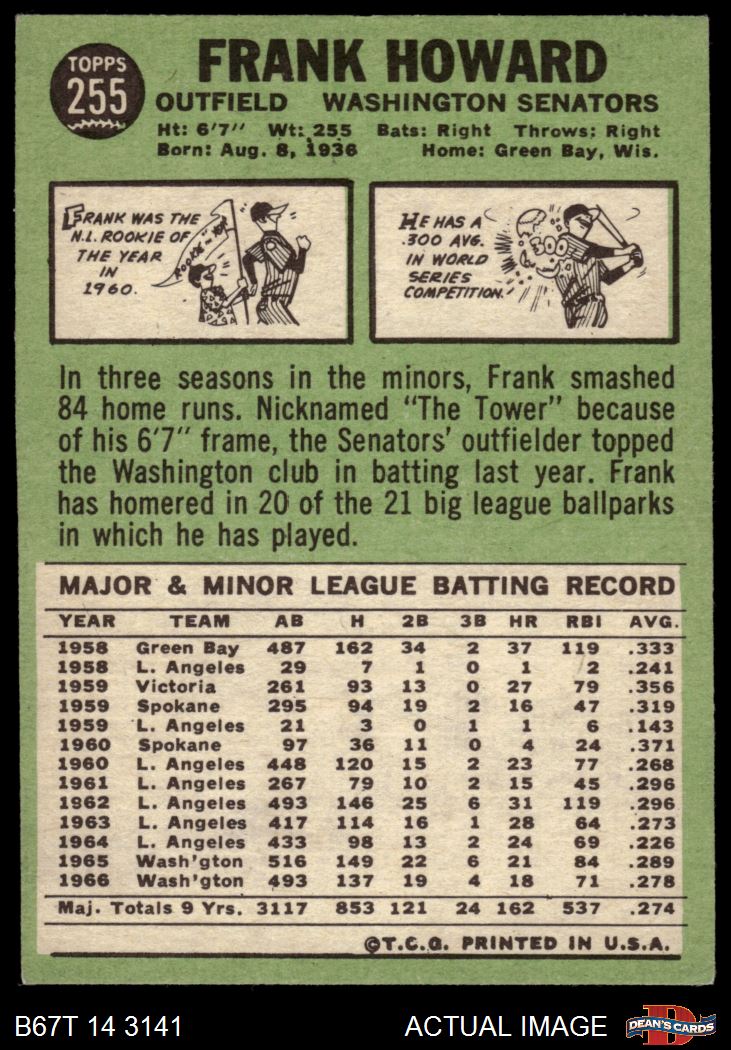 TOPPS
255
FRANK HOWARD
OUTFIELD WASHINGTON SENATORS
Ht: 6'7" Wt: 255 Bats: Right Throws: Right
Born: Aug. 8, 1936 Home: Green Bay, Wis.
FRANK WAS THE
N.L. ROOKIE OF
THE YEAR
IN
1960.
HE HAS A
.300 AVG.
IN WORLD
SERIES
COMPETITION.
300
In three seasons in the minors, Frank smashed
84 home runs. Nicknamed "The Tower" because
of his 6'7" frame, the Senators' outfielder topped
the Washington club in batting last year. Frank
has homered in 20 of the 21 big league ballparks
in which he has played.
MAJOR & MINOR LEAGUE BATTING RECORD
YEAR TEAM AB H 2B 3B HR RBI AVG.
1958 Green Bay 487 162 34 2 37 119 .333
1958 L. Angeles 29 7 1 0 1 2 .241
1959 Victoria 261 93 13 0 27 79 .356
1959 Spokane 295 94 19 2 16 47 .319
1959 L. Angeles 21 3 0 1 1 6 .143
1960 Spokane 97 36 11 0 4 24 .371
1960 L. Angeles 448 120 15 2 23 77 .268
1961 L. Angeles 267 79 10 2 15 45 .296
1962 L. Angeles 493 146 25 6 31 119 .296
1963 L. Angeles 417 114 16 1 28 64 .273
1964 L. Angeles 433 98 13 2 24 69 .226
1965 Wash'gton 516 149 22 6 21 84 .289
1966 Wash'gton 493 137 19 4 18 71 .278
Maj. Totals 9 Yrs. 3117 853 121 24 162 537 .274
©T.C.G. PRINTED IN U.S.A.
B67T 14 3141 ACTUAL IMAGE
DEAN'S CARDS